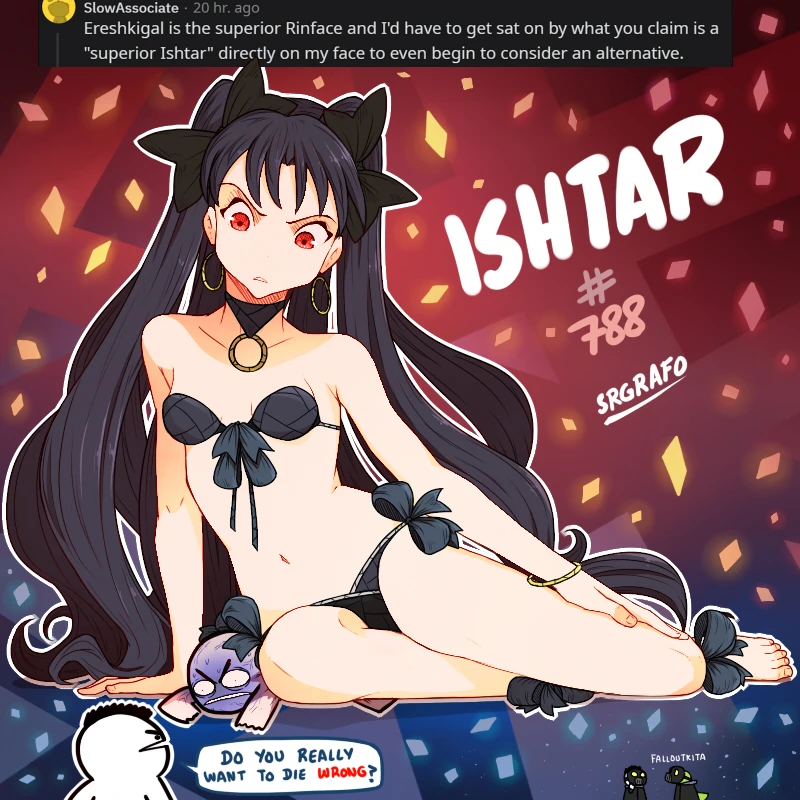 SlowAssociate · 20 hr. ago
Ereshkigal is the superior Rinface and I'd have to get sat on by what you claim is a
"superior Ishtar" directly on my face to even begin to consider an alternative.
ISHTAR
#
788
SRGRAFO
DO YOU REALLY
WANT TO DIE WRONG?
FALLOUTKITA